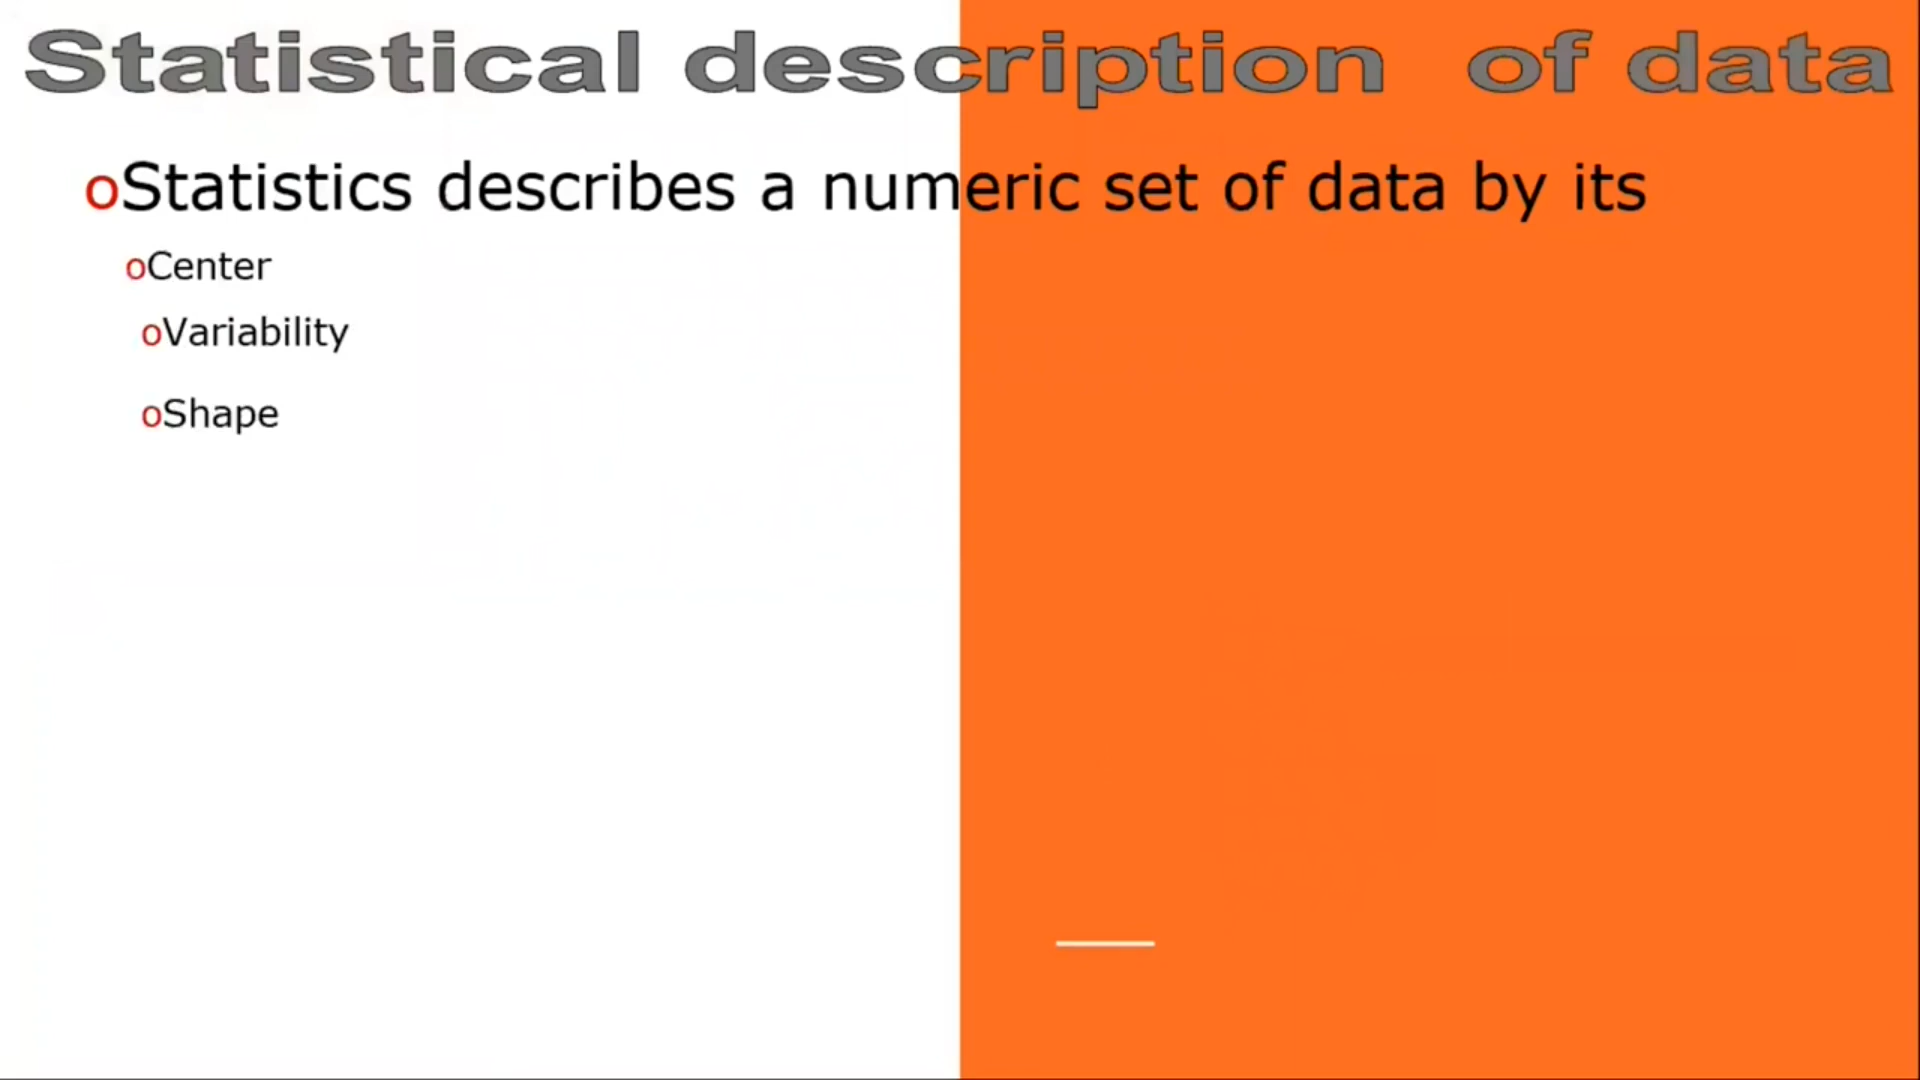 Statistical description of data
oStatistics describes a numeric set of data by its
oCenter
oVariability
oShape